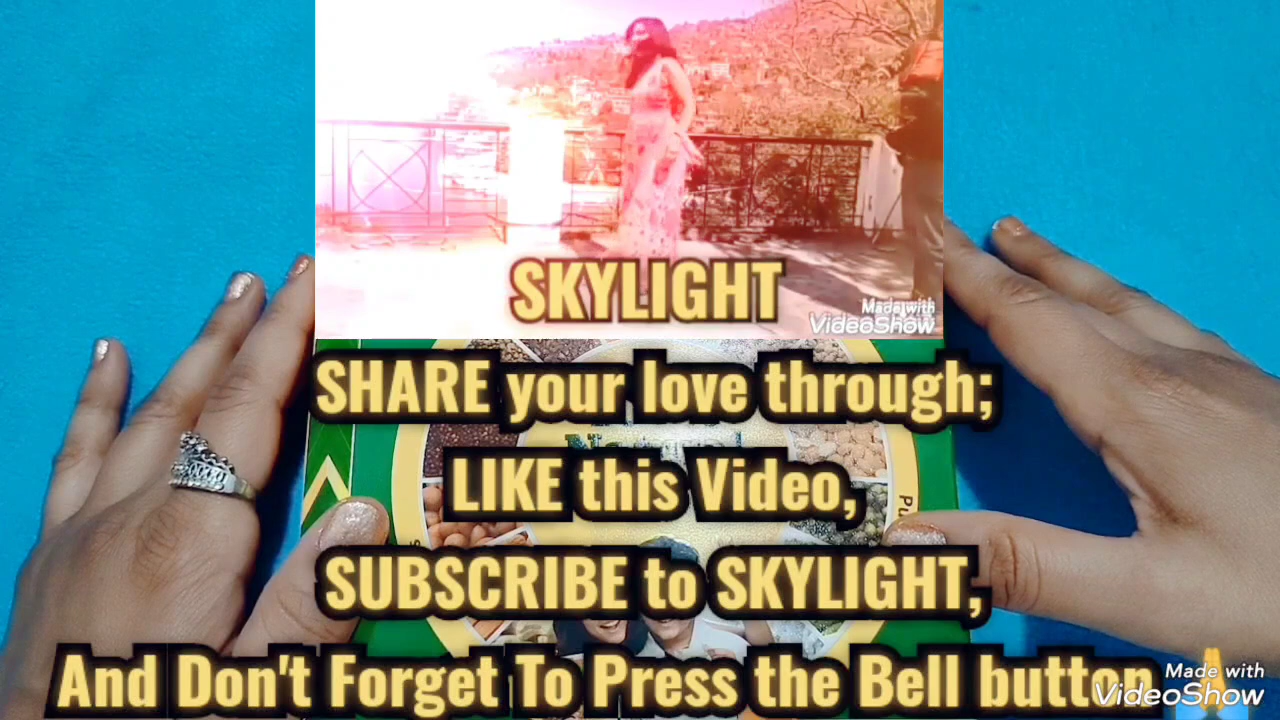 SKYLIGHT
Made with
VideoShow
SHARE your love through;
LIKE this Video,
SUBSCRIBE to SKYLIGHT,
And Don't Forget To Press the Bell button
Made with
VideoShow